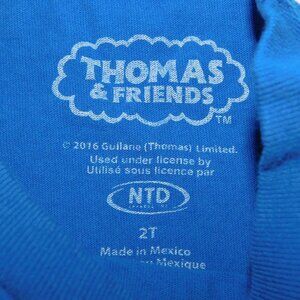 THOMAS
& FRIENDS
TM
© 2016 Gullane (Thomas) Limited.
Used under license by
Utilisé sous licence par
NTD
2T
Made in Mexico
Mexique